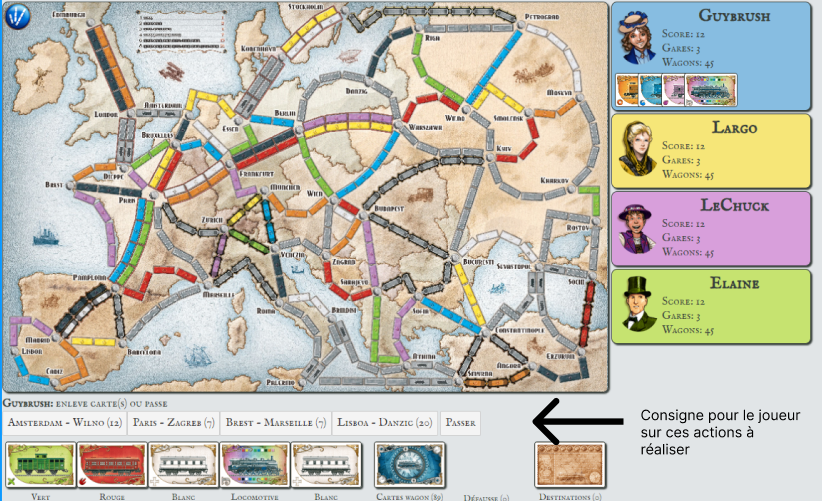 Edinburgh
Stockholm
Petrograd
Riga
Kobenhavn
Danzig
Moskva
Amsterdam
London
Berlin
Wilno
Smolensk
Essen
Bruxelles
Warszawa
Kyiv
Dieppe
Frankfurt
Kharkov
Brest
Munchen
Wien
Paris
Budapest
Zurich
Rostov
Venezia
Zagrab
Bucuresti
Sevastopol
Pamplona
Marseille
Sarajevo
Sochi
Roma
Brindisi
Sofia
Constantinople
Madrid
Barcelona
Lisboa
Erzurum
Athina
Angora
Cadiz
Palermo
Smyrna
Guybrush
Score: 12
Gares: 3
Wagons: 45
Largo
Score: 12
Gares: 3
Wagons: 45
LeChuck
Score: 12
Gares: 3
Wagons: 45
Elaine
Score: 12
Gares: 3
Wagons: 45
Guybrush: enleve carte(s) ou passe
Amsterdam - Wilno (12) Paris - Zagreb (7) Brest - Marseille (7) Lisboa - Danzig (20) Passer
Consigne pour le joueur
sur ces actions à
réaliser
Vert Rouge Blanc Locomotive Blanc Cartes wagon (89) Défausse (0) Destinations (0)